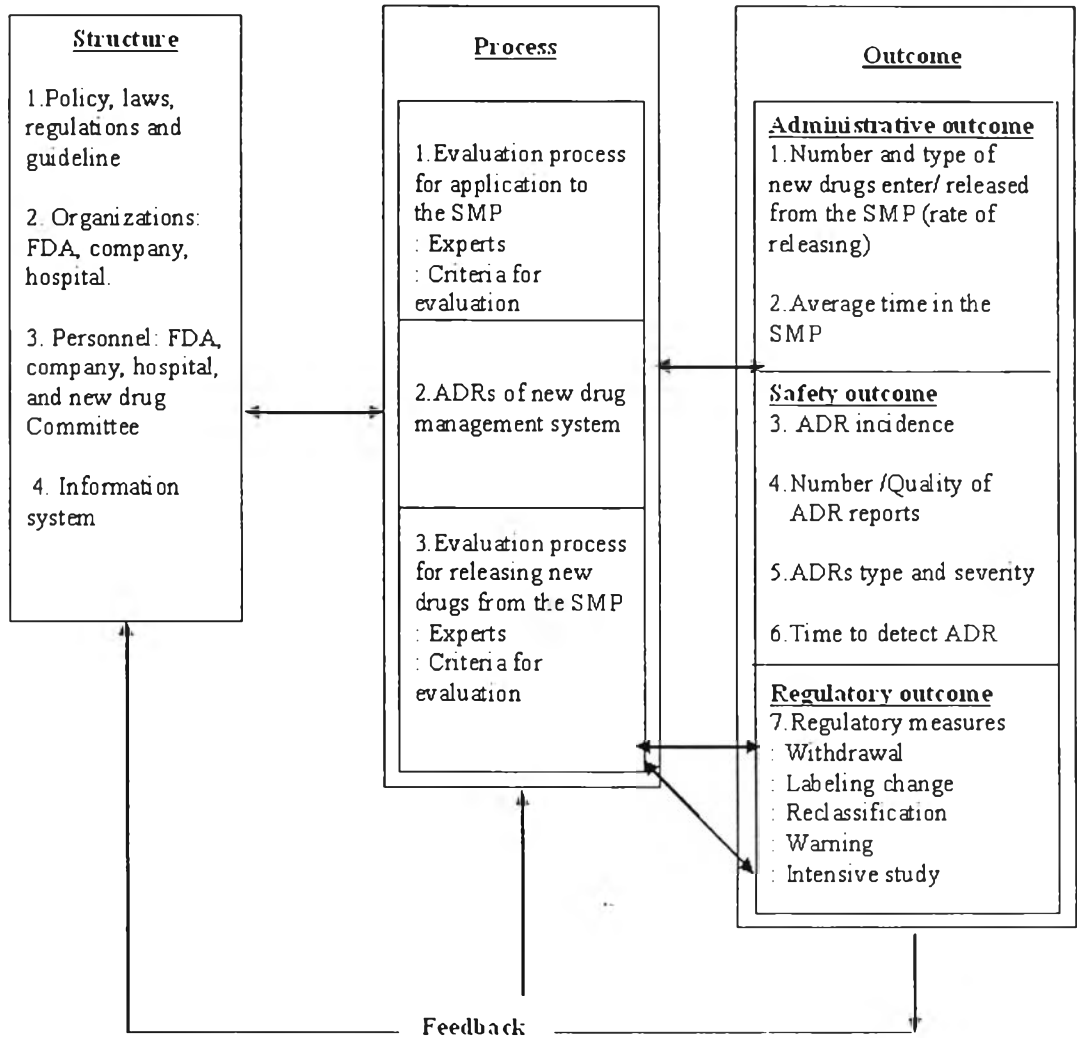 Structure
1.Policy, laws,
regulations and
guideline
2. Organizations:
FDA, company,
hospital.
3. Personnel: FDA,
company, hospital,
and new drug
Committee
4. Information
system
Process
1.Evaluation process
for application to
the SMP
: Experts
: Criteria for
evaluation
2.ADRs of new drug
management system
3.Evaluation process
for releasing new
drugs from the SMP
: Experts
: Criteria for
evaluation
Outcome
Administrative outcome
1.Number and type of
new drugs enter/ released
from the SMP (rate of
releasing)
2.Average time in the
SMP
Safety outcome
3. ADR incidence
4.Number /Quality of
ADR reports
5.ADRs type and severity
6.Time to detect ADR
Regulatory outcome
7.Regulatory measures
: Withdrawal
: Labeling change
: Reclassification
: Warning
: Intensive study
Feedback